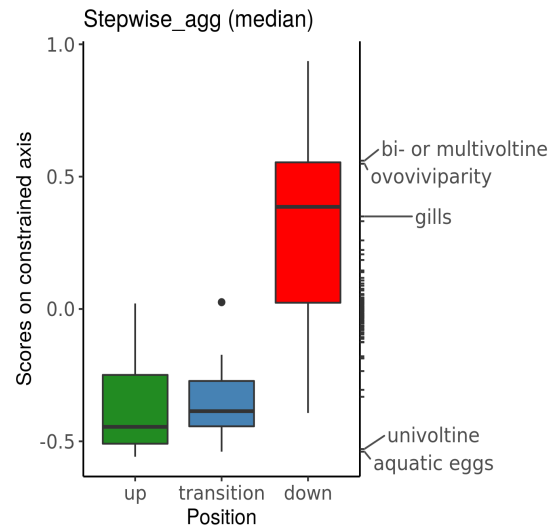 Stepwise_agg (median)
Scores on constrained axis
1.0
0.5
0.0
-0.5
bi- or multivoltine
ovoviviparity
gills
univoltine
aquatic eggs
up transition down
Position